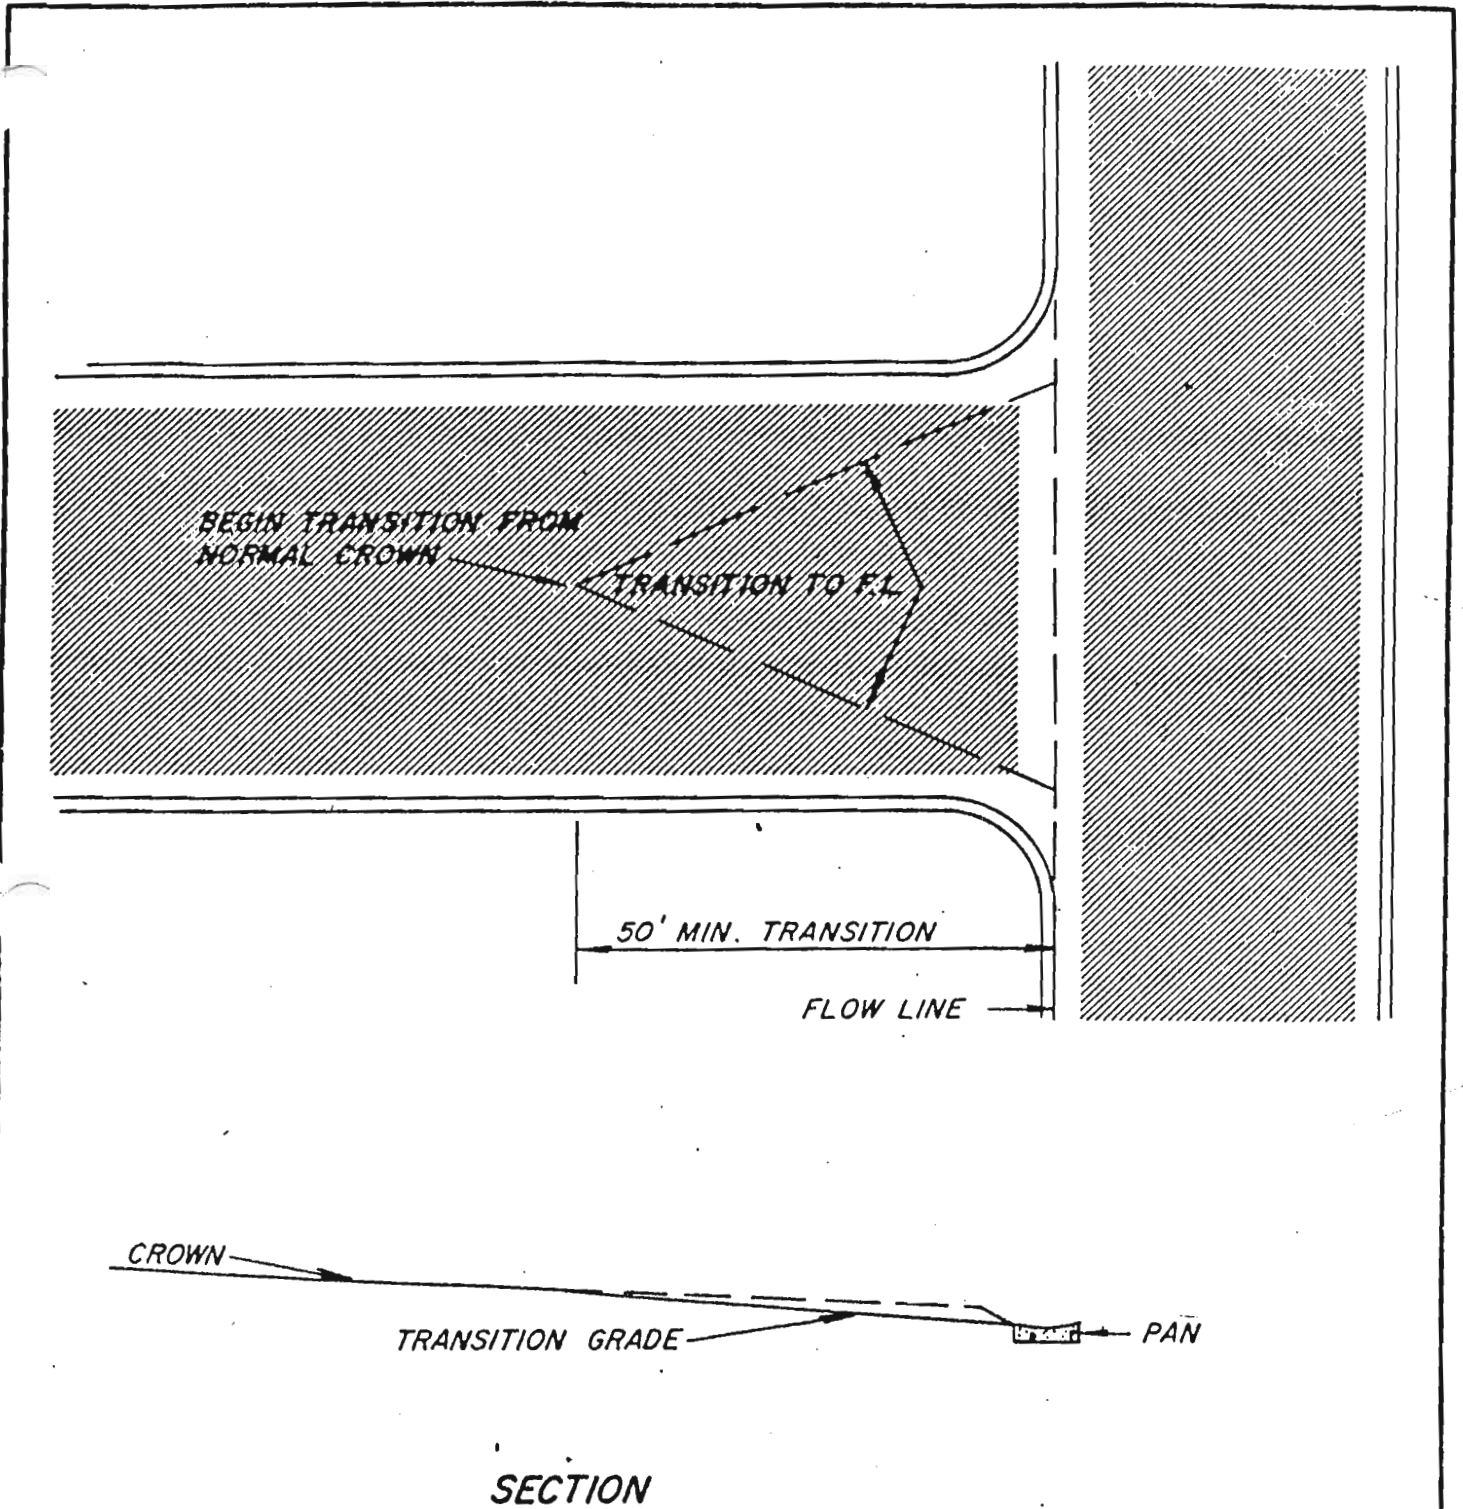 BEGIN TRANSITION FROM
NORMAL CROWN
TRANSITION TO F.L.
50' MIN. TRANSITION
FLOW LINE
CROWN
TRANSITION GRADE
PAN
SECTION